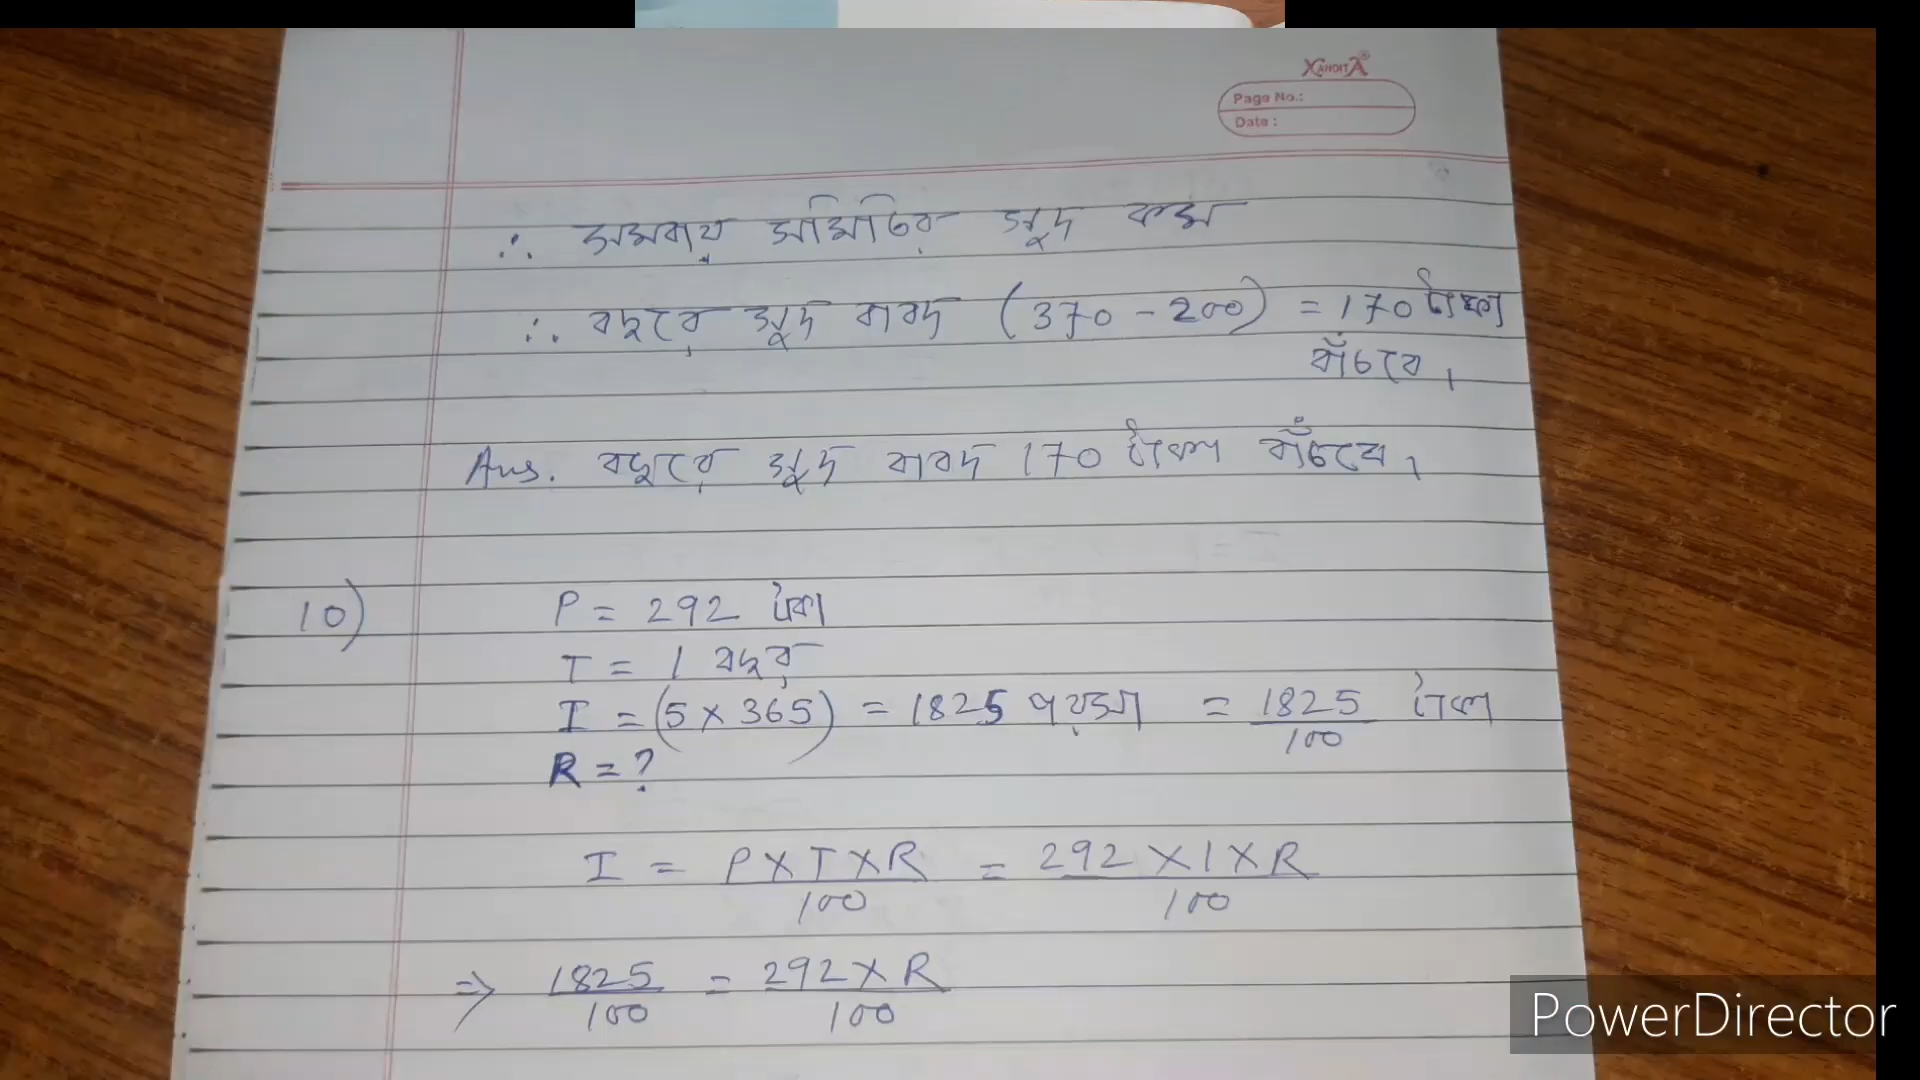 XANDITA
Page No.:
Date :
∴ সমবায় সমিতির সুদ কম
∴ বছরে সুদ বাবদ (370 - 200) = 170 টাকা
বাঁচবে।
Ans. বছরে সুদ বাবদ 170 টাকা বাঁচবে।
10) P = 292 টাকা
T = 1 বছর
I = (5 × 365) = 1825 পয়সা = 1825/100 টাকা
R = ?
I = P×T×R/100 = 292×1×R/100
⇒ 1825/100 = 292×R/100
PowerDirector